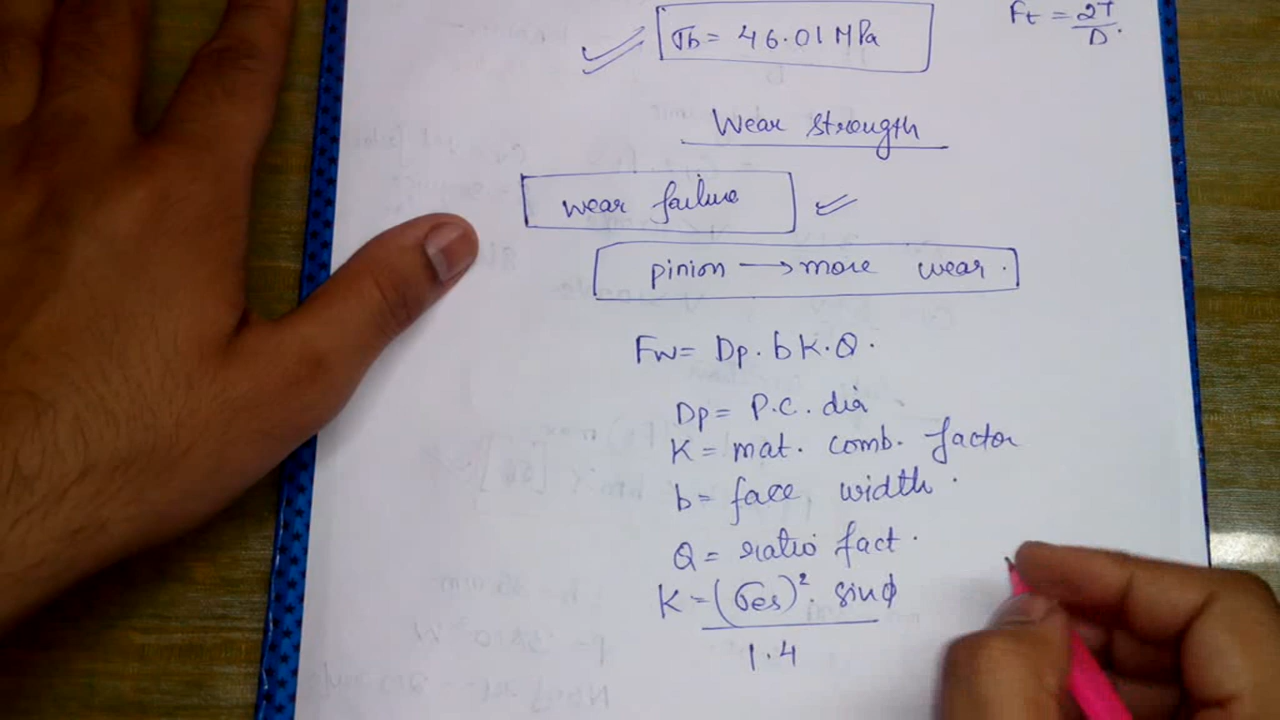 σb = 46.01 MPa
Ft = 2T/D.
Wear strength
wear failure
pinion → more wear.
Fw = Dp. b K. Q.
Dp = P.C. dia
K = mat. comb. factor
b = face width.
Q = ratio fact.
K = (σes)². sinϕ
1.4